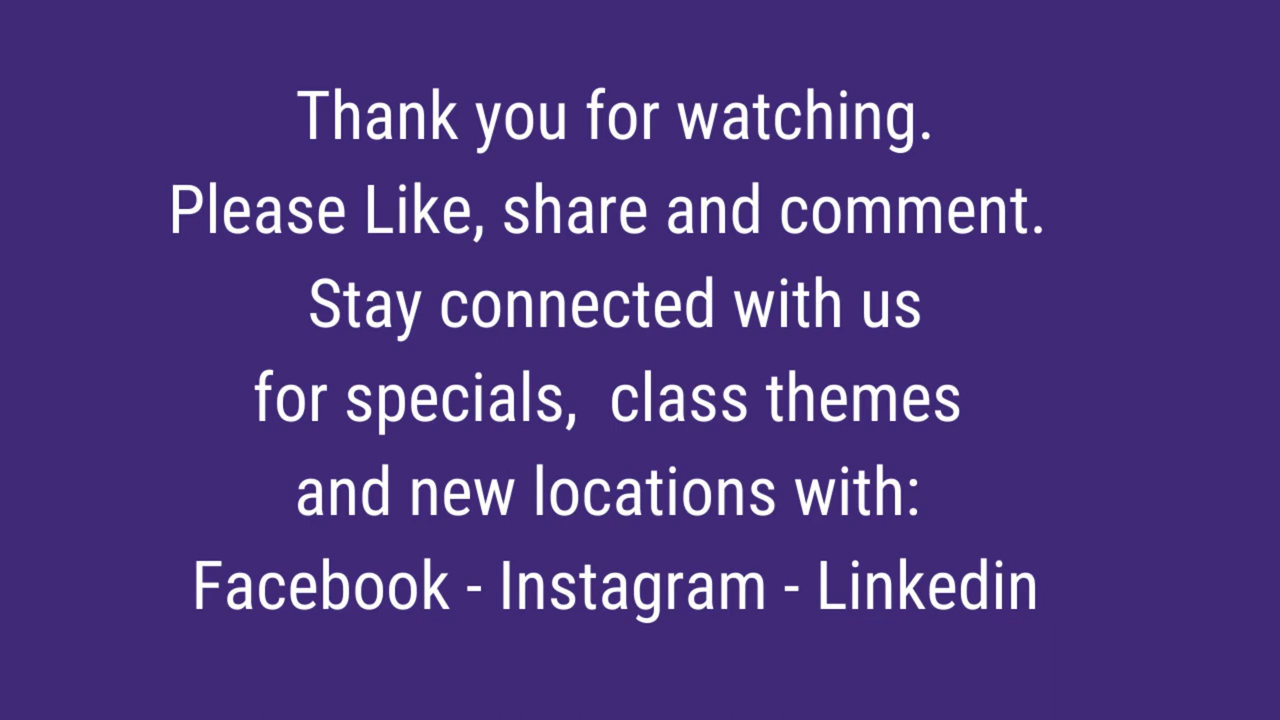 Thank you for watching.
Please Like, share and comment.
Stay connected with us
for specials,  class themes
and new locations with:
Facebook - Instagram - Linkedin